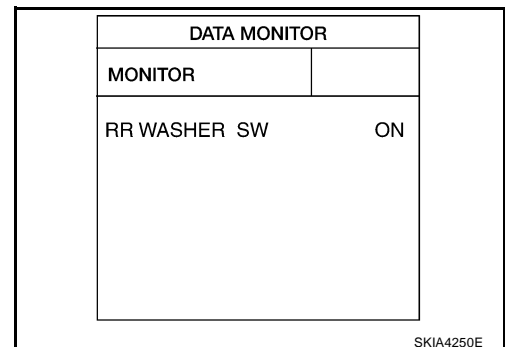 DATA MONITOR
MONITOR
RR WASHER SW ON
SKIA4250E